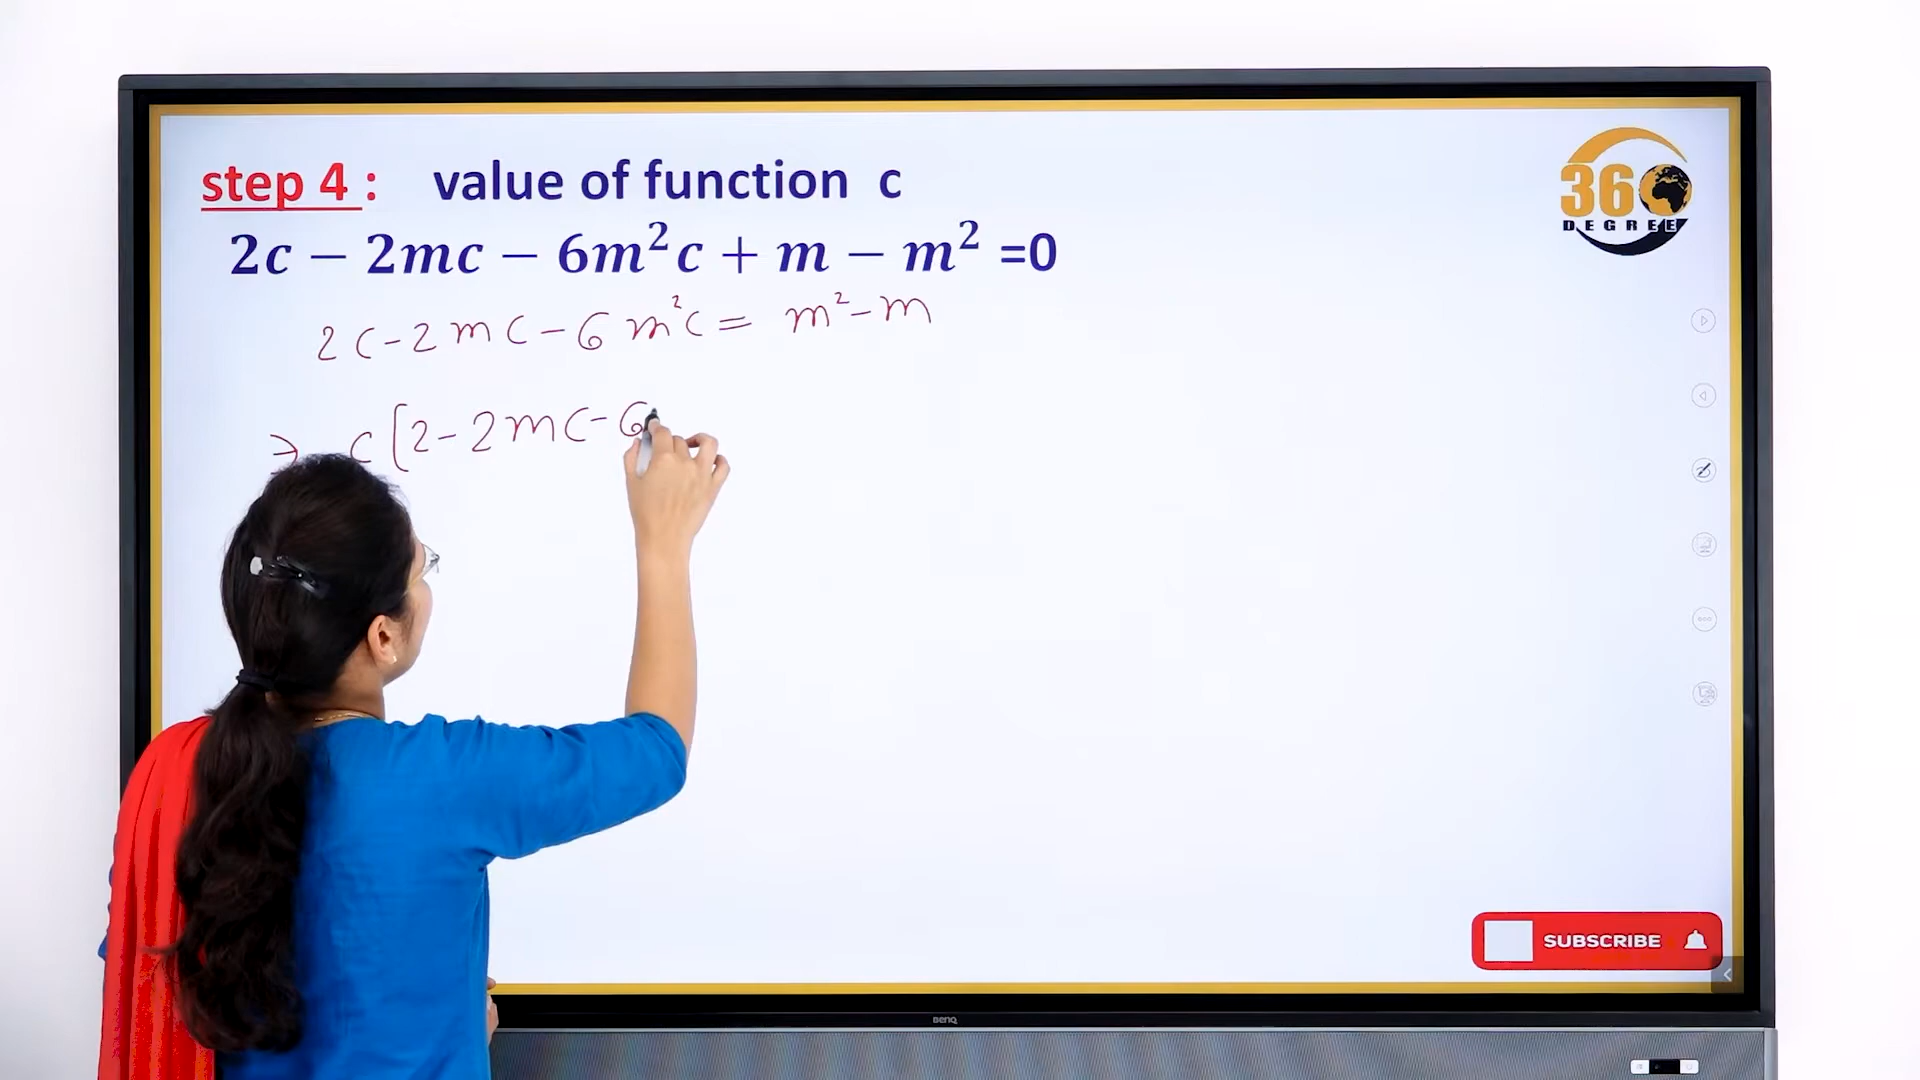 step 4 : value of function c
2c − 2mc − 6m²c + m − m² =0
2c-2mc-6m²c = m²-m
⇒ c[2-2mc-6
360
DEGREE
SUBSCRIBE
BenQ